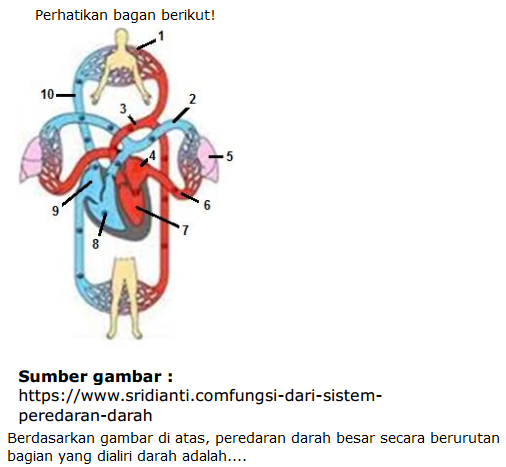 Perhatikan bagan berikut!
1
10
2
3
4
5
6
9
7
8
Sumber gambar :
https://www.sridianti.comfungsi-dari-sistem-
peredaran-darah
Berdasarkan gambar di atas, peredaran darah besar secara berurutan
bagian yang dialiri darah adalah....